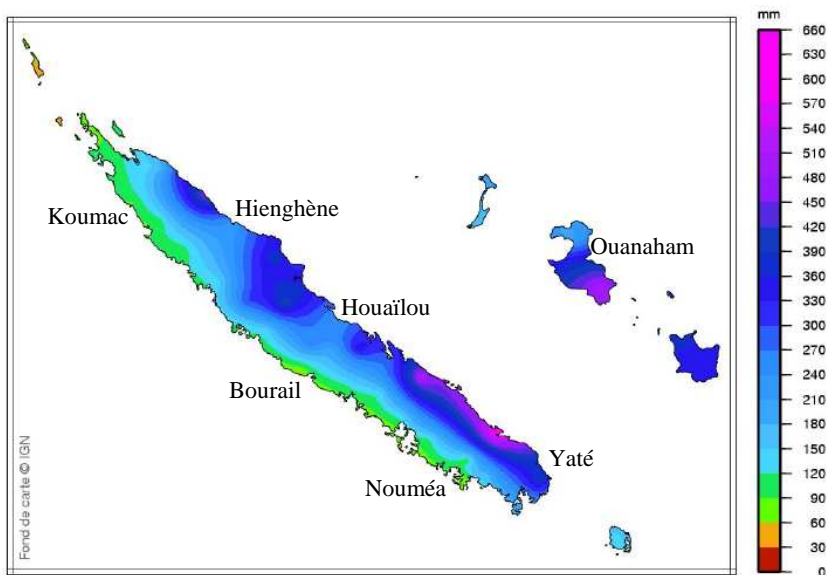 mm
660
630
600
570
540
510
480
450
420
390
360
330
300
270
240
210
180
150
120
90
60
30
0
Hienghène
Koumac
Ouanaham
Houaïlou
Bourail
Yaté
Nouméa
Fond de carte © IGN